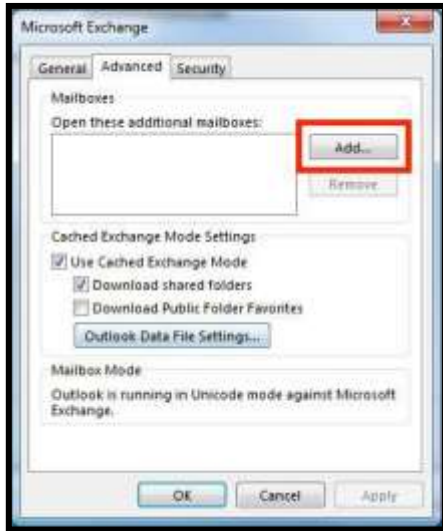 Microsoft Exchange
General Advanced Security
Mailboxes
Open these additional mailboxes:
Add...
Remove
Cached Exchange Mode Settings
Use Cached Exchange Mode
Download shared folders
Download Public Folder Favorites
Outlook Data File Settings...
Mailbox Mode
Outlook is running in Unicode mode against Microsoft
Exchange.
OK Cancel Apply